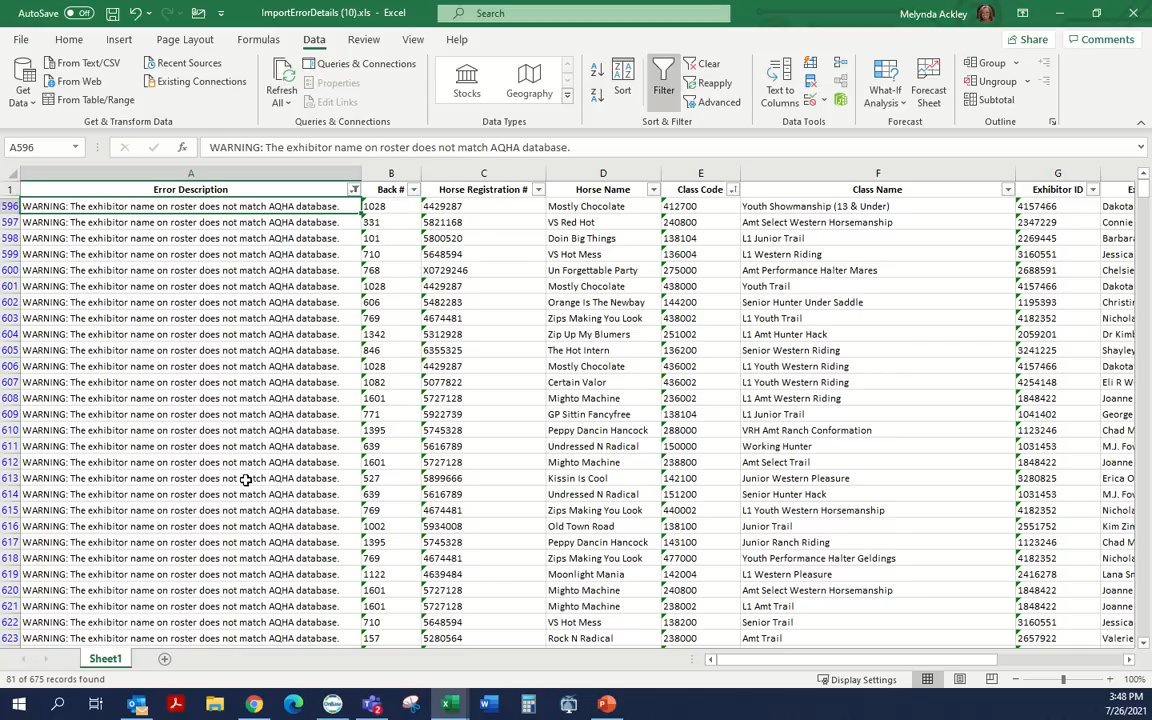 AutoSave Off ImportErrorDetails (10).xls - Excel Search Melynda Ackley
File Home Insert Page Layout Formulas Data Review View Help Share Comments
Get Data From Text/CSV From Web From Table/Range Recent Sources Existing Connections
Refresh All Queries & Connections Properties Edit Links
Stocks Geography
Sort Filter Clear Reapply Advanced
Text to Columns What-If Analysis Forecast Sheet Group Ungroup Subtotal
Get & Transform Data Queries & Connections Data Types Sort & Filter Data Tools Forecast Outline
A596 fx WARNING: The exhibitor name on roster does not match AQHA database.
A B C D E F G
1 Error Description Back # Horse Registration # Horse Name Class Code Class Name Exhibitor ID
596 WARNING: The exhibitor name on roster does not match AQHA database. 1028 4429287 Mostly Chocolate 412700 Youth Showmanship (13 & Under) 4157466 Dakota
597 WARNING: The exhibitor name on roster does not match AQHA database. 331 5821168 VS Red Hot 240800 Amt Select Western Horsemanship 2347229 Connie
598 WARNING: The exhibitor name on roster does not match AQHA database. 101 5800520 Doin Big Things 138104 L1 Junior Trail 2269445 Barbar
599 WARNING: The exhibitor name on roster does not match AQHA database. 710 5648594 VS Hot Mess 136004 L1 Western Riding 3160551 Jessica
600 WARNING: The exhibitor name on roster does not match AQHA database. 768 X0729246 Un Forgettable Party 275000 Amt Performance Halter Mares 2688591 Chelsi
601 WARNING: The exhibitor name on roster does not match AQHA database. 1028 4429287 Mostly Chocolate 438000 Youth Trail 4157466 Dakota
602 WARNING: The exhibitor name on roster does not match AQHA database. 606 5482283 Orange Is The Newbay 144200 Senior Hunter Under Saddle 1195393 Christi
603 WARNING: The exhibitor name on roster does not match AQHA database. 769 4674481 Zips Making You Look 438002 L1 Youth Trail 4182352 Nichola
604 WARNING: The exhibitor name on roster does not match AQHA database. 1342 5312928 Zip Up My Blumers 251002 L1 Amt Hunter Hack 2059201 Dr Kimb
605 WARNING: The exhibitor name on roster does not match AQHA database. 846 6355325 The Hot Intern 136200 Senior Western Riding 3241225 Shayley
606 WARNING: The exhibitor name on roster does not match AQHA database. 1028 4429287 Mostly Chocolate 436002 L1 Youth Western Riding 4157466 Dakota
607 WARNING: The exhibitor name on roster does not match AQHA database. 1082 5077822 Certain Valor 436002 L1 Youth Western Riding 4254148 Eli R W
608 WARNING: The exhibitor name on roster does not match AQHA database. 1601 5727128 Mighto Machine 236002 L1 Amt Western Riding 1848422 Joanne
609 WARNING: The exhibitor name on roster does not match AQHA database. 771 5922739 GP Sittin Fancyfree 138104 L1 Junior Trail 1041402 George
610 WARNING: The exhibitor name on roster does not match AQHA database. 1395 5745328 Peppy Dancin Hancock 288000 VRH Amt Ranch Conformation 1123246 Chad M
611 WARNING: The exhibitor name on roster does not match AQHA database. 639 5616789 Undressed N Radical 150000 Working Hunter 1031453 M.J. Fo
612 WARNING: The exhibitor name on roster does not match AQHA database. 1601 5727128 Mighto Machine 238800 Amt Select Trail 1848422 Joanne
613 WARNING: The exhibitor name on roster does not match AQHA database. 527 5899666 Kissin Is Cool 142100 Junior Western Pleasure 3280825 Erica O
614 WARNING: The exhibitor name on roster does not match AQHA database. 639 5616789 Undressed N Radical 151200 Senior Hunter Hack 1031453 M.J. Fo
615 WARNING: The exhibitor name on roster does not match AQHA database. 769 4674481 Zips Making You Look 440002 L1 Youth Western Horsemanship 4182352 Nichola
616 WARNING: The exhibitor name on roster does not match AQHA database. 1002 5934008 Old Town Road 138100 Junior Trail 2551752 Kim Zin
617 WARNING: The exhibitor name on roster does not match AQHA database. 1395 5745328 Peppy Dancin Hancock 143100 Junior Ranch Riding 1123246 Chad M
618 WARNING: The exhibitor name on roster does not match AQHA database. 769 4674481 Zips Making You Look 477000 Youth Performance Halter Geldings 4182352 Nichola
619 WARNING: The exhibitor name on roster does not match AQHA database. 1122 4639484 Moonlight Mania 142004 L1 Western Pleasure 2416278 Lana Sn
620 WARNING: The exhibitor name on roster does not match AQHA database. 1601 5727128 Mighto Machine 240800 Amt Select Western Horsemanship 1848422 Joanne
621 WARNING: The exhibitor name on roster does not match AQHA database. 1601 5727128 Mighto Machine 238002 L1 Amt Trail 1848422 Joanne
622 WARNING: The exhibitor name on roster does not match AQHA database. 710 5648594 VS Hot Mess 138200 Senior Trail 3160551 Jessica
623 WARNING: The exhibitor name on roster does not match AQHA database. 157 5280564 Rock N Radical 238000 Amt Trail 2657922 Valerie
Sheet1
81 of 675 records found Display Settings 100%
3:48 PM
7/26/2021